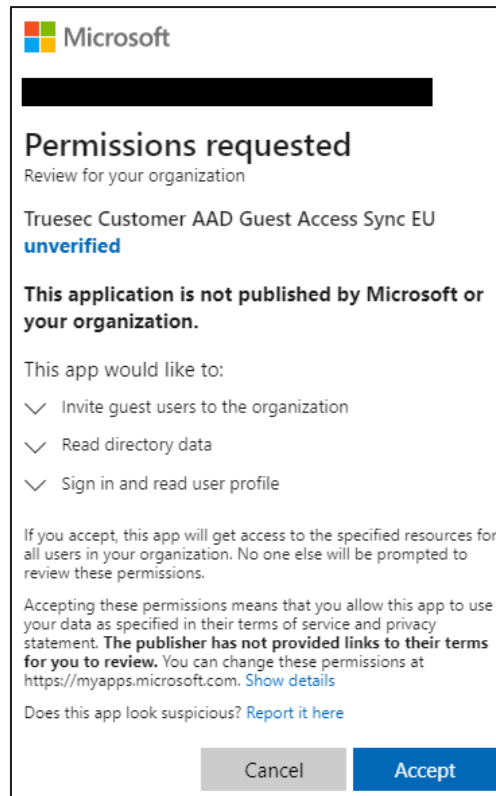 Microsoft
Permissions requested
Review for your organization
Truesec Customer AAD Guest Access Sync EU
unverified
This application is not published by Microsoft or
your organization.
This app would like to:
Invite guest users to the organization
Read directory data
Sign in and read user profile
If you accept, this app will get access to the specified resources for
all users in your organization. No one else will be prompted to
review these permissions.
Accepting these permissions means that you allow this app to use
your data as specified in their terms of service and privacy
statement. The publisher has not provided links to their terms
for you to review. You can change these permissions at
https://myapps.microsoft.com. Show details
Does this app look suspicious? Report it here
Cancel Accept